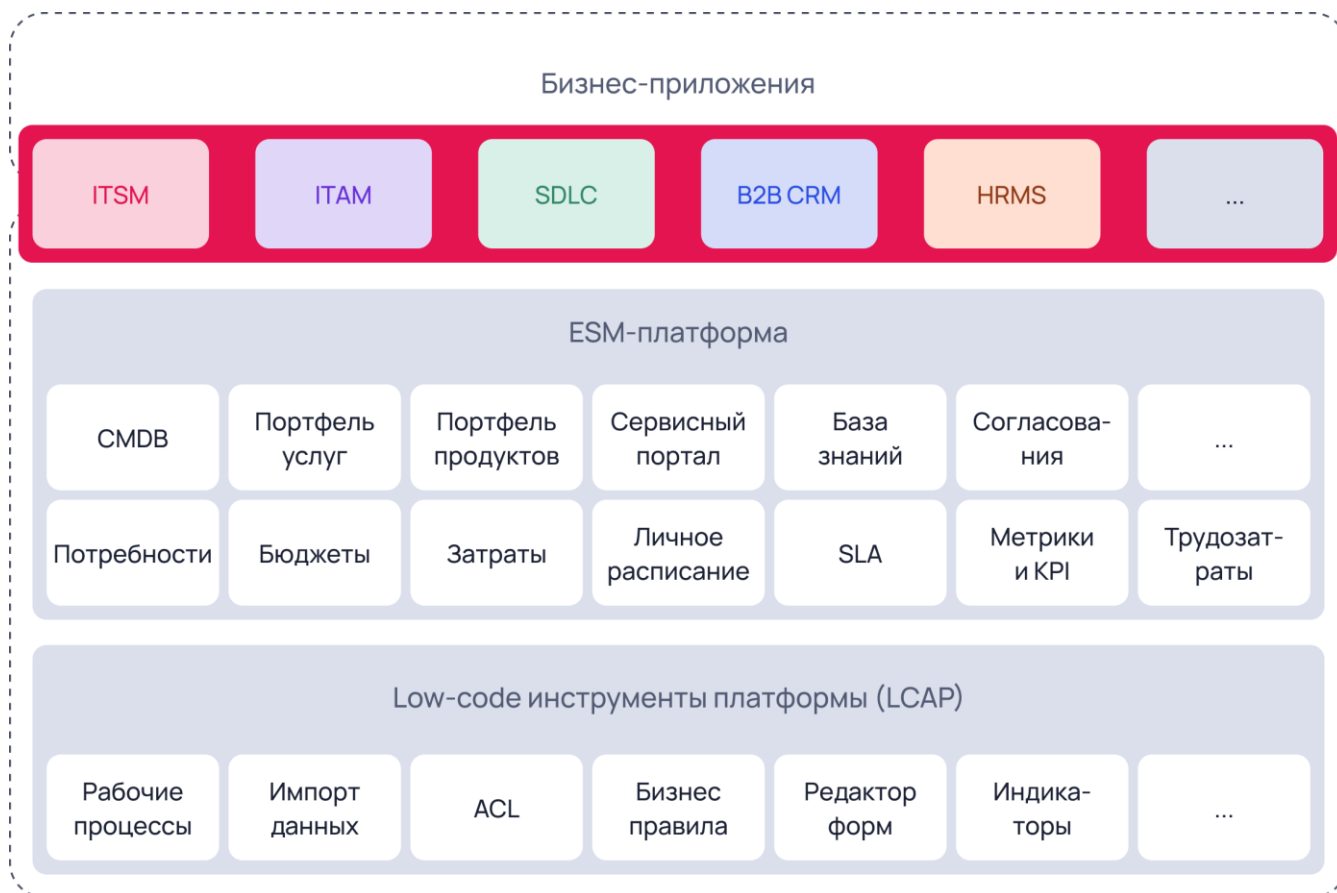 Бизнес-приложения
ITSM
ITAM
SDLC
B2B CRM
HRMS
...
ESM-платформа
CMDB
Портфель
услуг
Портфель
продуктов
Сервисный
портал
База
знаний
Согласова-
ния
...
Потребности
Бюджеты
Затраты
Личное
расписание
SLA
Метрики
и KPI
Трудозат-
раты
Low-code инструменты платформы (LCAP)
Рабочие
процессы
Импорт
данных
ACL
Бизнес
правила
Редактор
форм
Индика-
торы
...